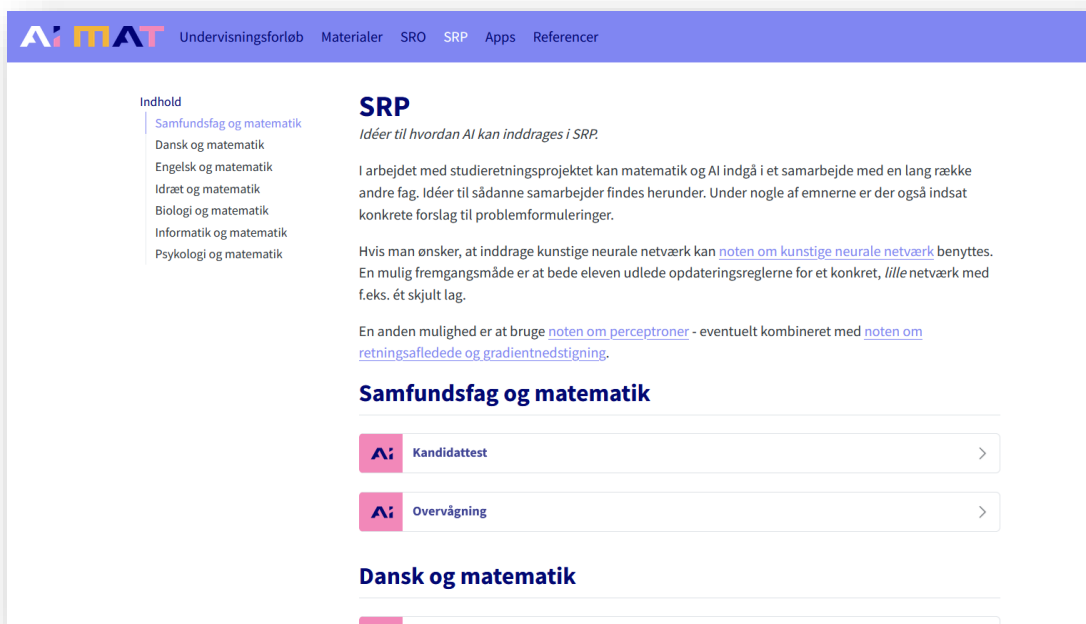 AI MAT Undervisningsforløb Materialer SRO SRP Apps Referencer
Indhold
Samfundsfag og matematik
Dansk og matematik
Engelsk og matematik
Idræt og matematik
Biologi og matematik
Informatik og matematik
Psykologi og matematik
SRP
Idéer til hvordan AI kan inddrages i SRP.
I arbejdet med studieretningsprojektet kan matematik og AI indgå i et samarbejde med en lang række
andre fag. Idéer til sådanne samarbejder findes herunder. Under nogle af emnerne er der også indsat
konkrete forslag til problemformuleringer.
Hvis man ønsker, at inddrage kunstige neurale netværk kan noten om kunstige neurale netværk benyttes.
En mulig fremgangsmåde er at bede eleven udlede opdateringsreglerne for et konkret, lille netværk med
f.eks. ét skjult lag.
En anden mulighed er at bruge noten om perceptroner - eventuelt kombineret med noten om
retningsafledede og gradientnedstigning.
Samfundsfag og matematik
AI Kandidattest
AI Overvågning
Dansk og matematik